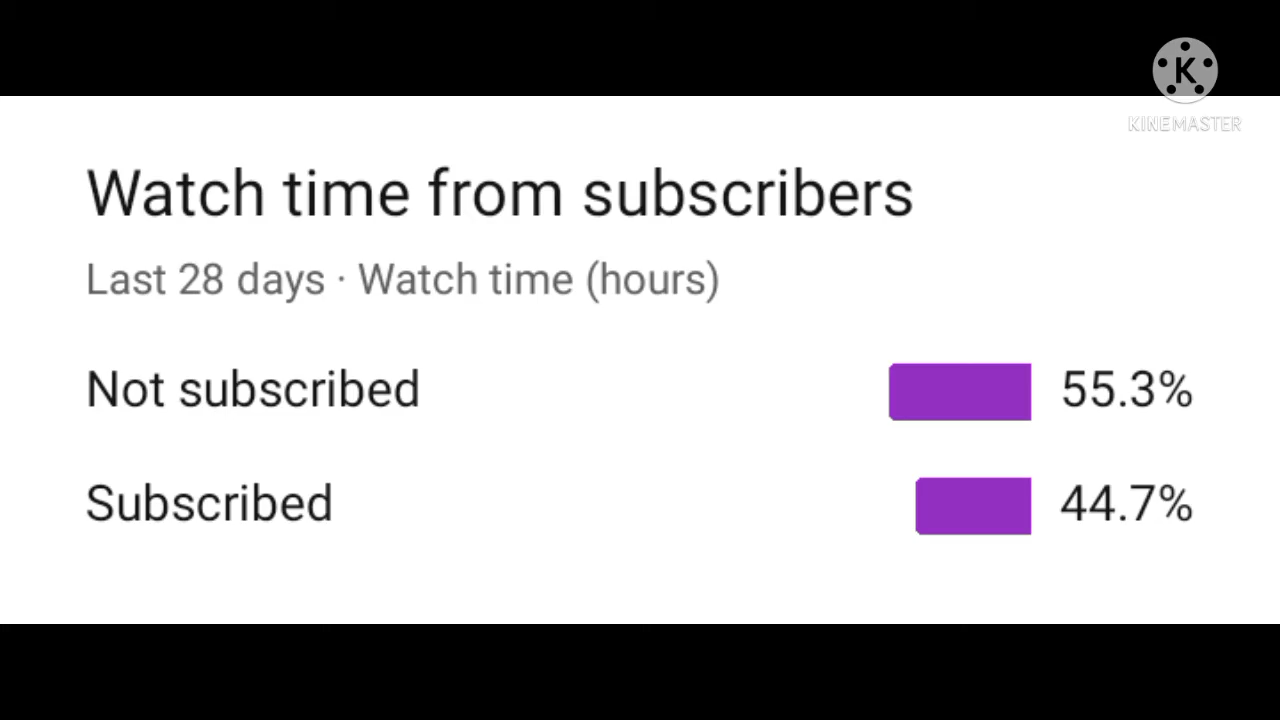 K
KINEMASTER
Watch time from subscribers
Last 28 days · Watch time (hours)
Not subscribed 55.3%
Subscribed 44.7%